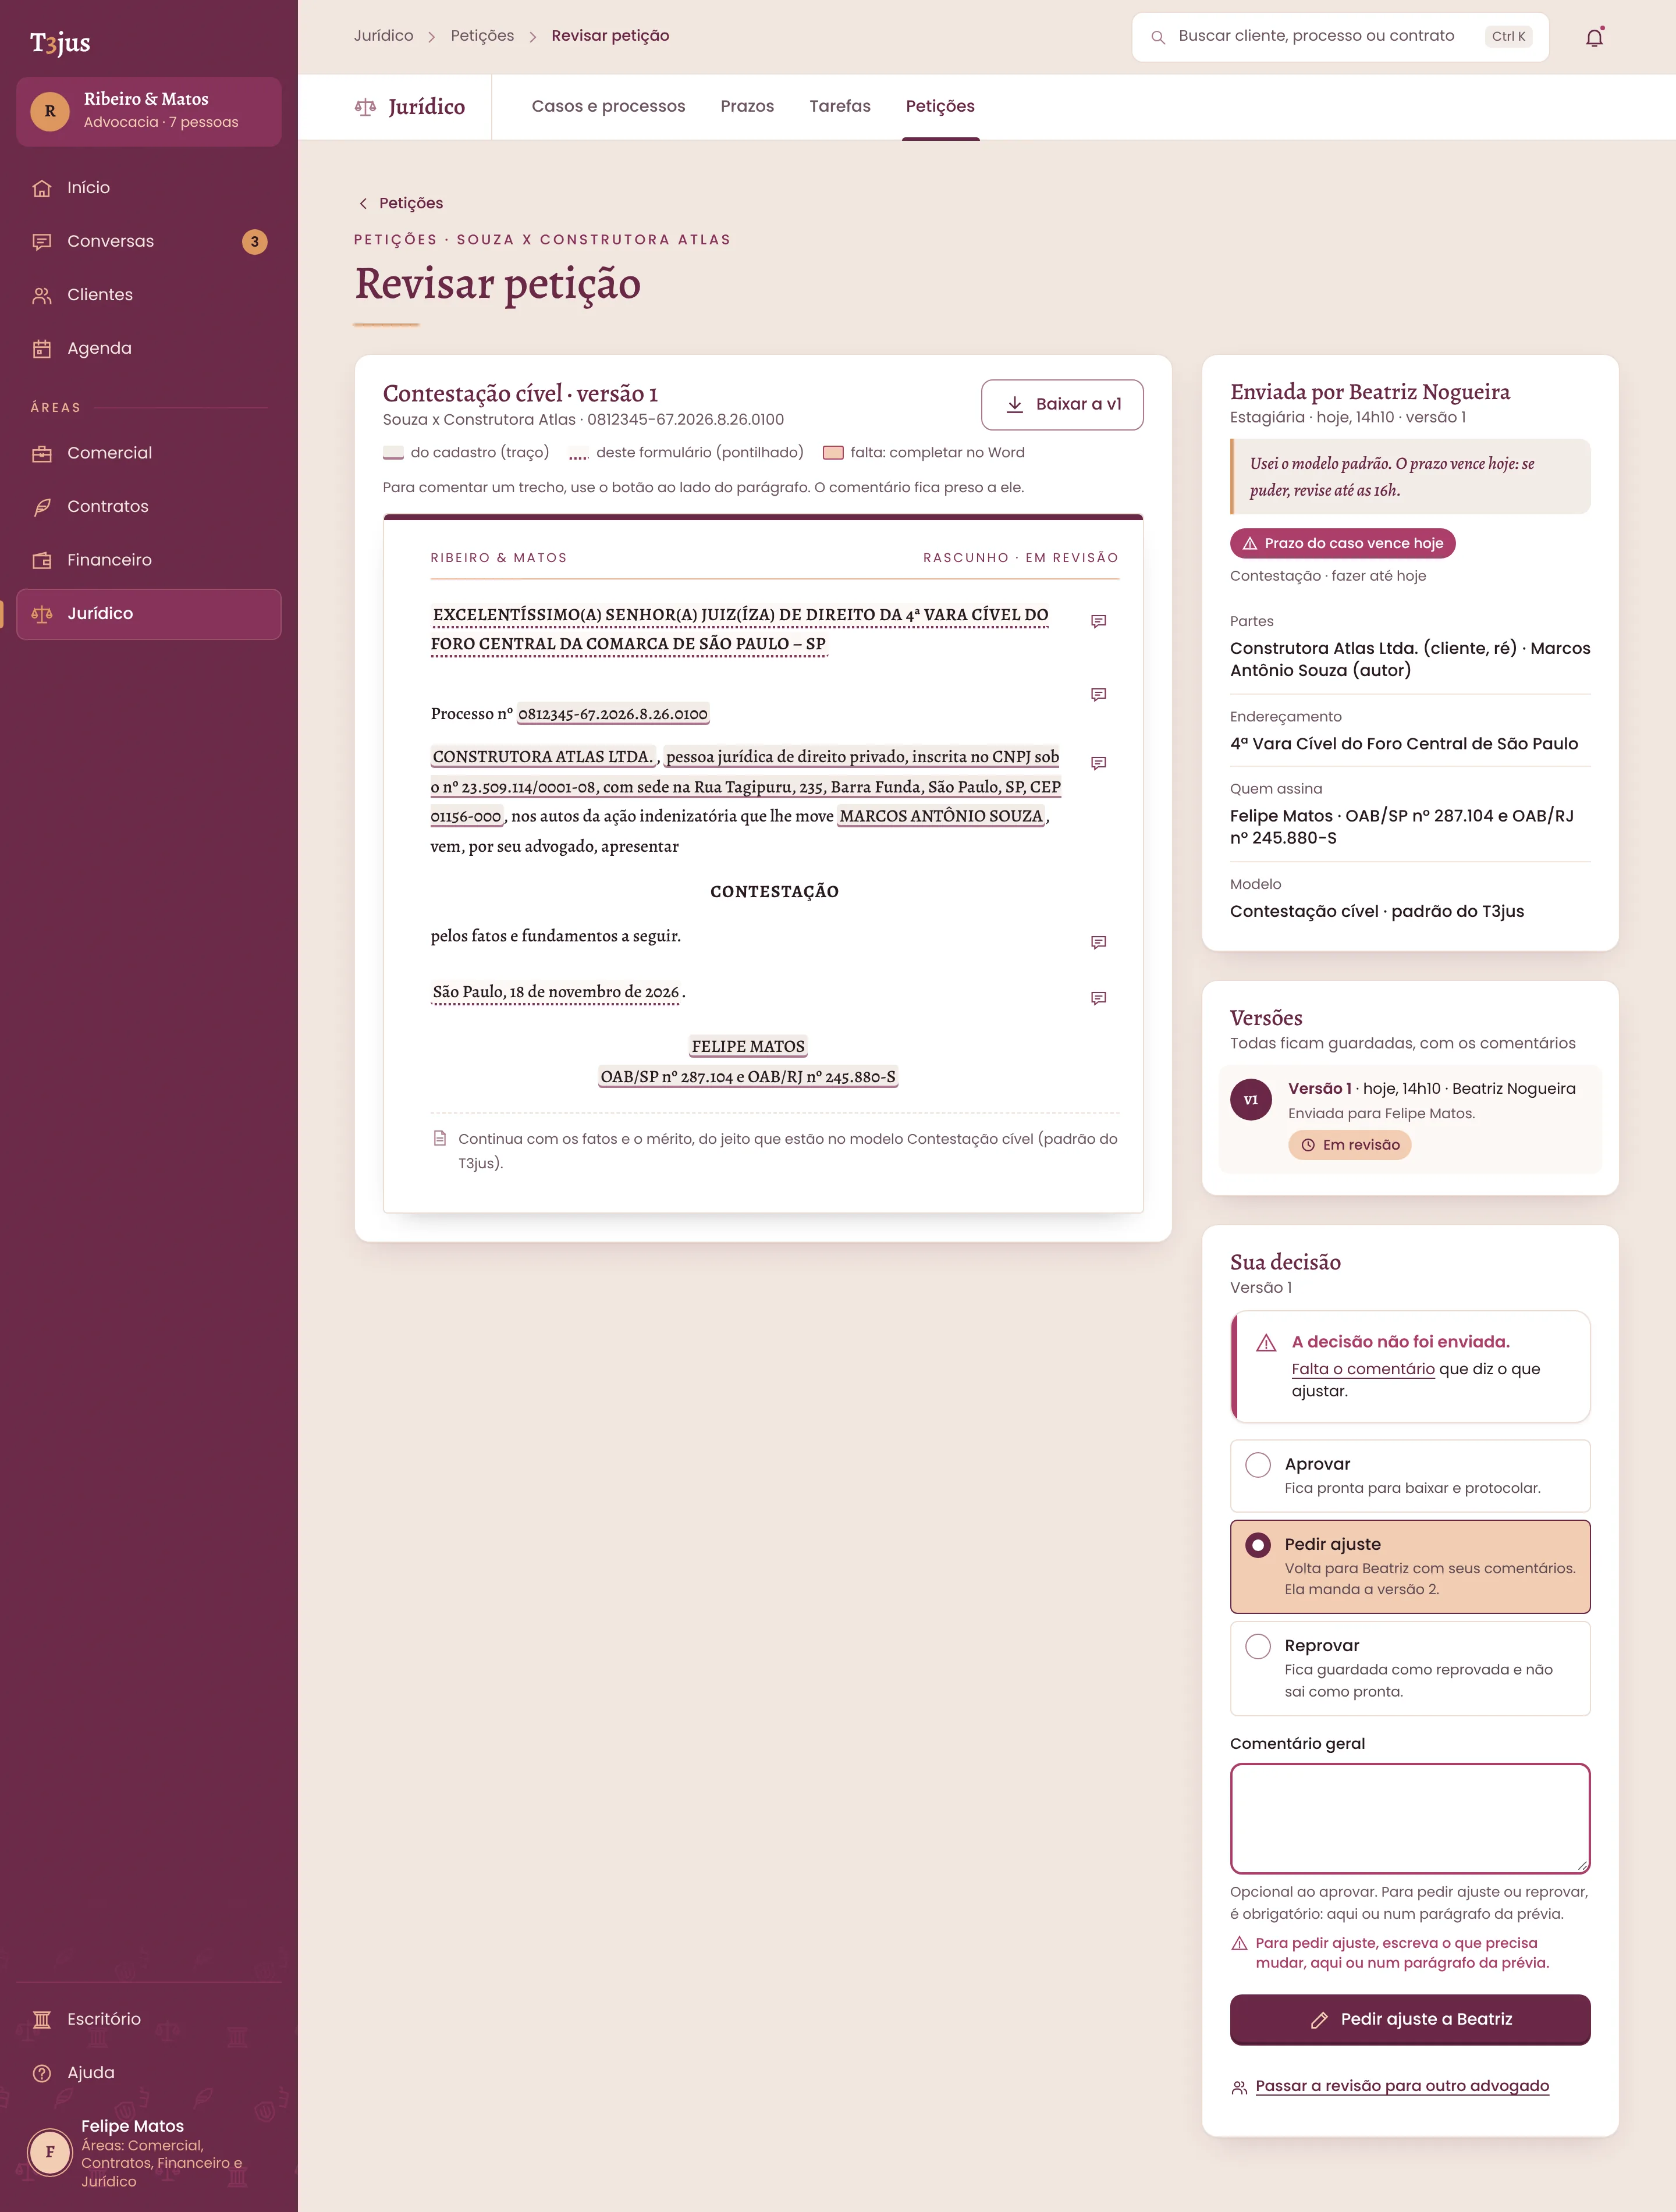 T3jus
R
Ribeiro & Matos
Advocacia · 7 pessoas
Início
Conversas
3
Clientes
Agenda
ÁREAS
Comercial
Contratos
Financeiro
Jurídico
Escritório
Ajuda
F
Felipe Matos
Áreas: Comercial,
Contratos, Financeiro e
Jurídico
Jurídico
Petições
Revisar petição
Buscar cliente, processo ou contrato
Ctrl K
Jurídico
Casos e processos
Prazos
Tarefas
Petições
Petições
PETIÇÕES · SOUZA X CONSTRUTORA ATLAS
Revisar petição
Contestação cível · versão 1
Souza x Construtora Atlas · 0812345-67.2026.8.26.0100
Baixar a v1
do cadastro (traço)
deste formulário (pontilhado)
falta: completar no Word
Para comentar um trecho, use o botão ao lado do parágrafo. O comentário fica preso a ele.
RIBEIRO & MATOS
RASCUNHO · EM REVISÃO
EXCELENTÍSSIMO(A) SENHOR(A) JUIZ(ÍZA) DE DIREITO DA 4ª VARA CÍVEL DO
FORO CENTRAL DA COMARCA DE SÃO PAULO – SP
Processo nº 0812345-67.2026.8.26.0100
CONSTRUTORA ATLAS LTDA., pessoa jurídica de direito privado, inscrita no CNPJ sob
o nº 23.509.114/0001-08, com sede na Rua Tagipuru, 235, Barra Funda, São Paulo, SP, CEP
01156-000, nos autos da ação indenizatória que lhe move MARCOS ANTÔNIO SOUZA,
vem, por seu advogado, apresentar
CONTESTAÇÃO
pelos fatos e fundamentos a seguir.
São Paulo, 18 de novembro de 2026.
FELIPE MATOS
OAB/SP nº 287.104 e OAB/RJ nº 245.880-S
Continua com os fatos e o mérito, do jeito que estão no modelo Contestação cível (padrão do
T3jus).
Enviada por Beatriz Nogueira
Estagiária · hoje, 14h10 · versão 1
Usei o modelo padrão. O prazo vence hoje: se
puder, revise até as 16h.
Prazo do caso vence hoje
Contestação · fazer até hoje
Partes
Construtora Atlas Ltda. (cliente, ré) · Marcos
Antônio Souza (autor)
Endereçamento
4ª Vara Cível do Foro Central de São Paulo
Quem assina
Felipe Matos · OAB/SP nº 287.104 e OAB/RJ
nº 245.880-S
Modelo
Contestação cível · padrão do T3jus
Versões
Todas ficam guardadas, com os comentários
v1
Versão 1 · hoje, 14h10 · Beatriz Nogueira
Enviada para Felipe Matos.
Em revisão
Sua decisão
Versão 1
A decisão não foi enviada.
Falta o comentário que diz o que
ajustar.
Aprovar
Fica pronta para baixar e protocolar.
Pedir ajuste
Volta para Beatriz com seus comentários.
Ela manda a versão 2.
Reprovar
Fica guardada como reprovada e não
sai como pronta.
Comentário geral
Opcional ao aprovar. Para pedir ajuste ou reprovar,
é obrigatório: aqui ou num parágrafo da prévia.
Para pedir ajuste, escreva o que precisa
mudar, aqui ou num parágrafo da prévia.
Pedir ajuste a Beatriz
Passar a revisão para outro advogado